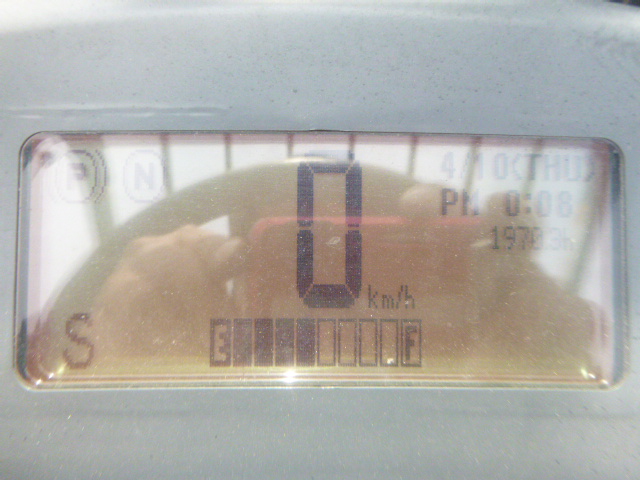 P N
4/10(THU)
PM 0:08
0 km/h
S
E F